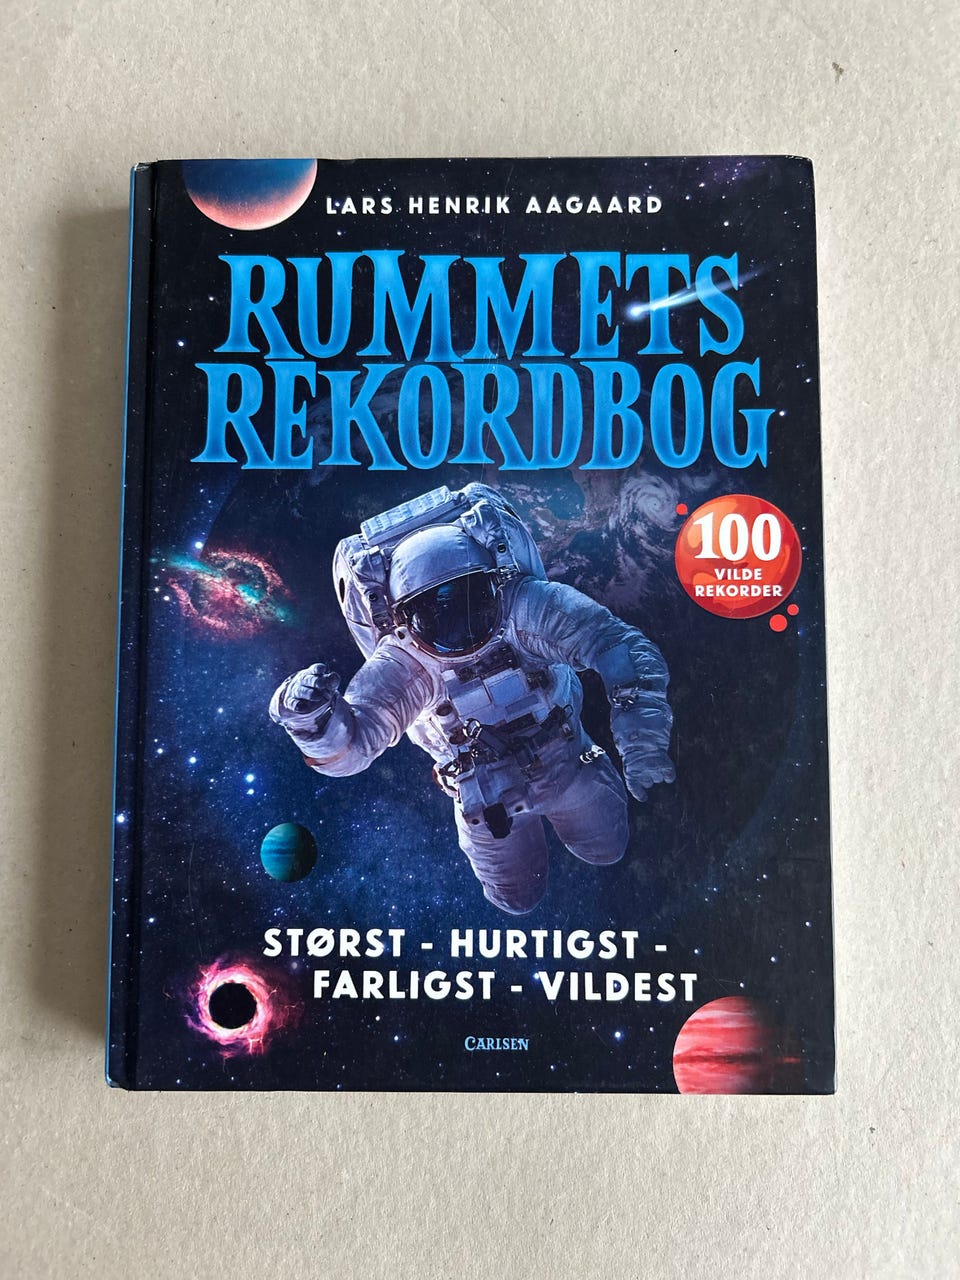 LARS HENRIK AAGAARD
RUMMETS
REKORDBOG
100
VILDE
REKORDER
STØRST - HURTIGST -
FARLIGST - VILDEST
CARLSEN